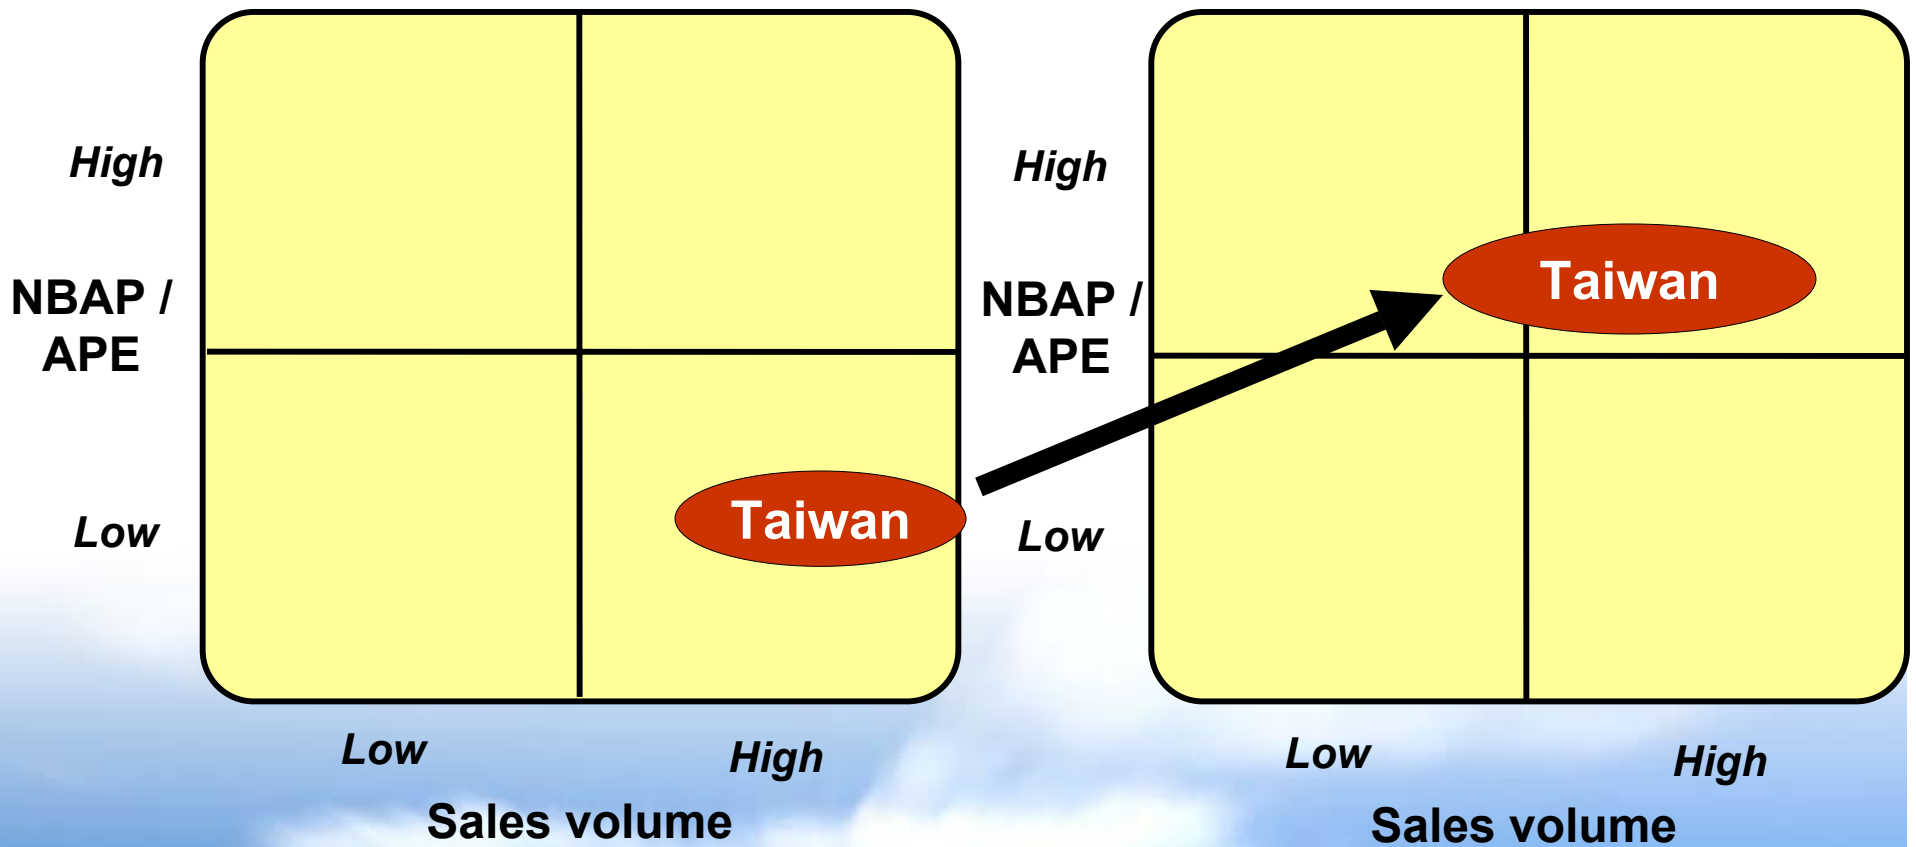 High
NBAP /
APE
Low
Taiwan
Low
High
Sales volume
High
NBAP /
APE
Low
Taiwan
Low
High
Sales volume